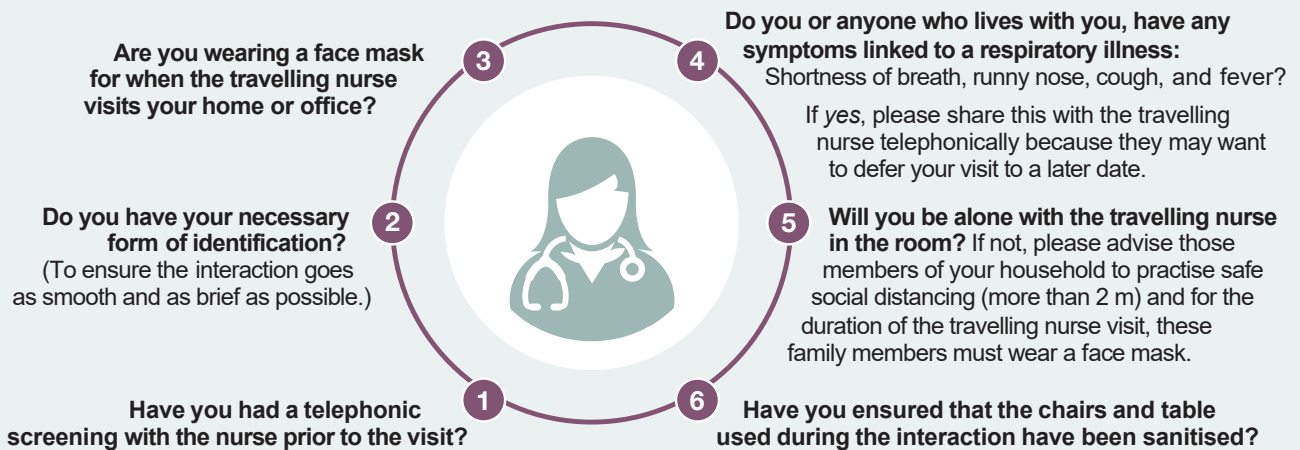 1
Have you had a telephonic
screening with the nurse prior to the visit?
2
Do you have your necessary
form of identification?
(To ensure the interaction goes
as smooth and as brief as possible.)
3
Are you wearing a face mask
for when the travelling nurse
visits your home or office?
4
Do you or anyone who lives with you, have any
symptoms linked to a respiratory illness:
Shortness of breath, runny nose, cough, and fever?
If yes, please share this with the travelling
nurse telephonically because they may want
to defer your visit to a later date.
5
Will you be alone with the travelling nurse
in the room? If not, please advise those
members of your household to practise safe
social distancing (more than 2 m) and for the
duration of the travelling nurse visit, these
family members must wear a face mask.
6
Have you ensured that the chairs and table
used during the interaction have been sanitised?